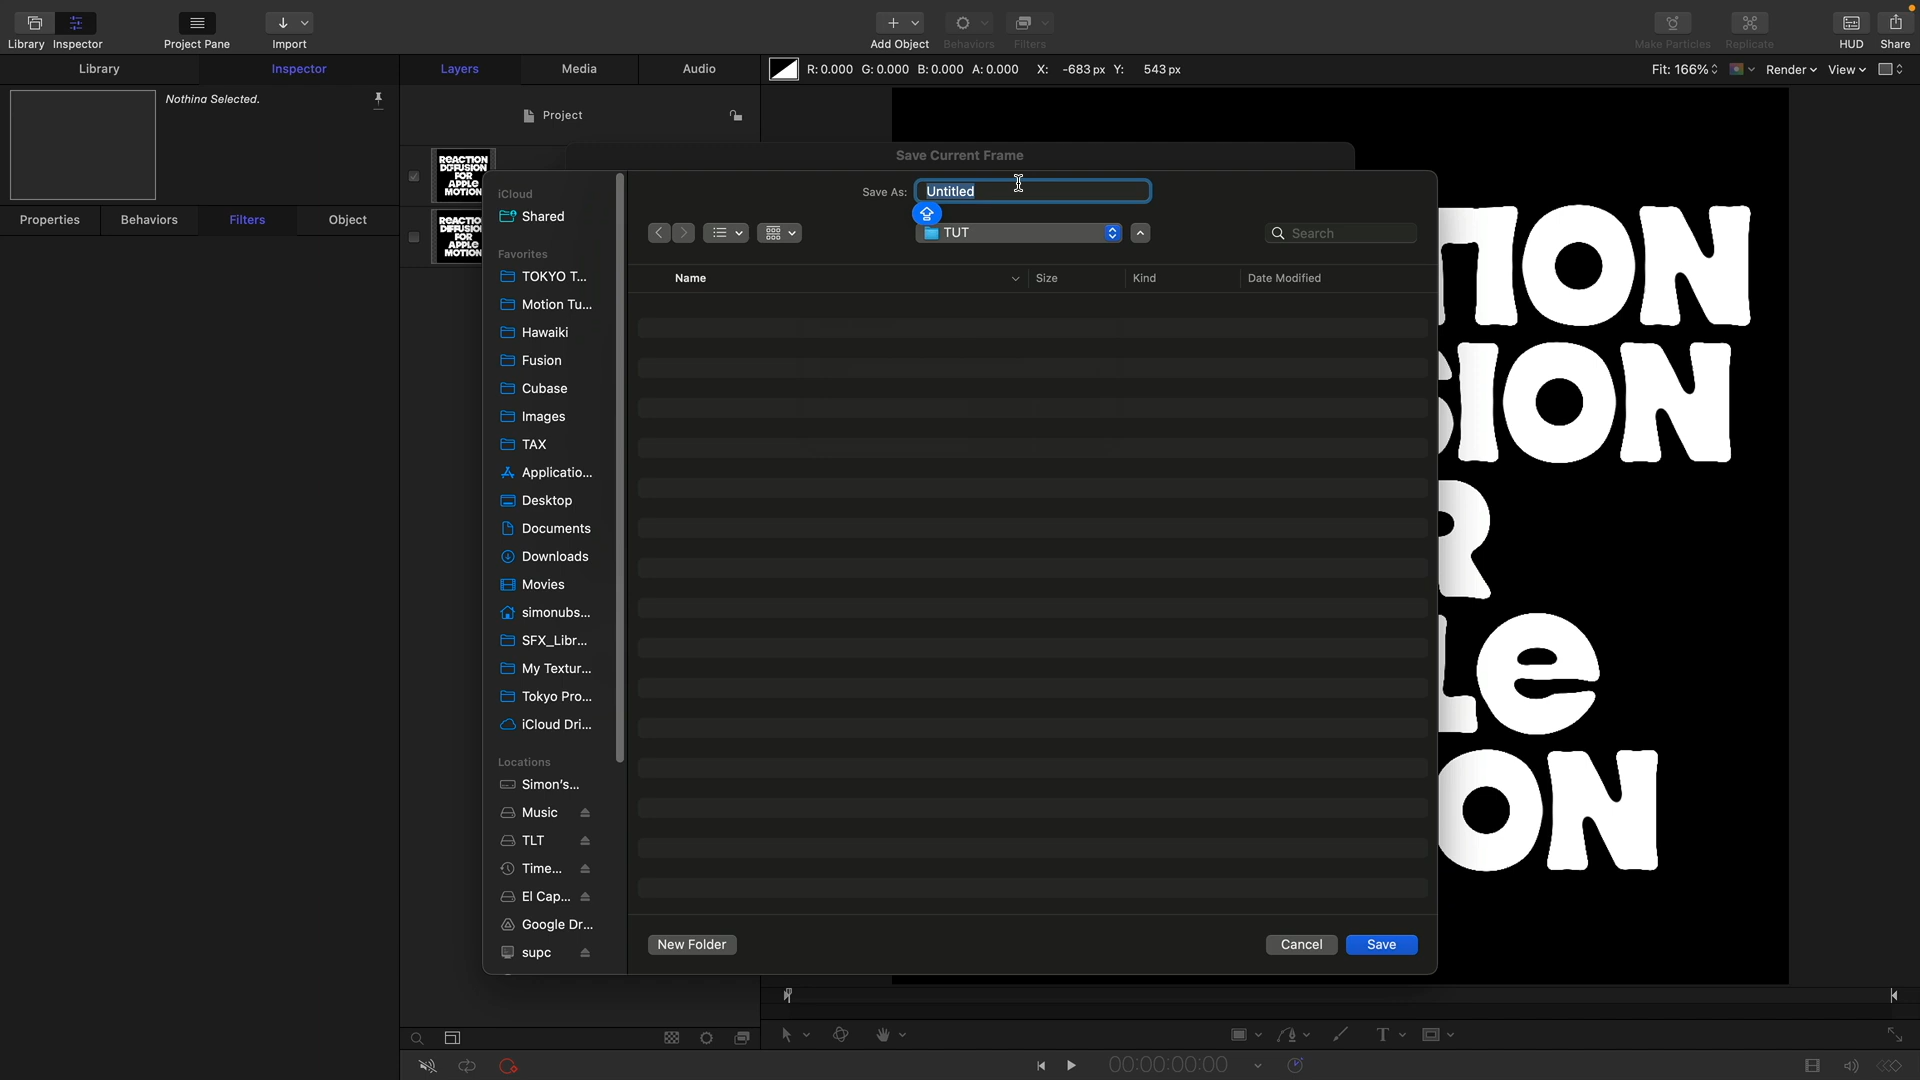 Library Inspector
Project Pane
Import
Add Object
Behaviors
Filters
Make Particles
Replicate
HUD
Share
Library
Inspector
Layers
Media
Audio
R: 0.000 G: 0.000 B: 0.000 A: 0.000 X: -683 px Y: 543 px
Fit: 166%
Render
View
Nothing Selected.
Project
Properties
Behaviors
Filters
Object
REACTION
DIFFUSION
FOR
APPLE
MOTION
Save Current Frame
Save As: Untitled
TUT
Search
Name
Size
Kind
Date Modified
iCloud
Shared
Favorites
TOKYO T...
Motion Tu...
Hawaiki
Fusion
Cubase
Images
TAX
Applicatio...
Desktop
Documents
Downloads
Movies
simonubs...
SFX_Libr...
My Textur...
Tokyo Pro...
iCloud Dri...
Locations
Simon's...
Music
TLT
Time...
El Cap...
Google Dr...
supc
New Folder
Cancel
Save
TION
SION
R
Le
ON
00:00:00:00